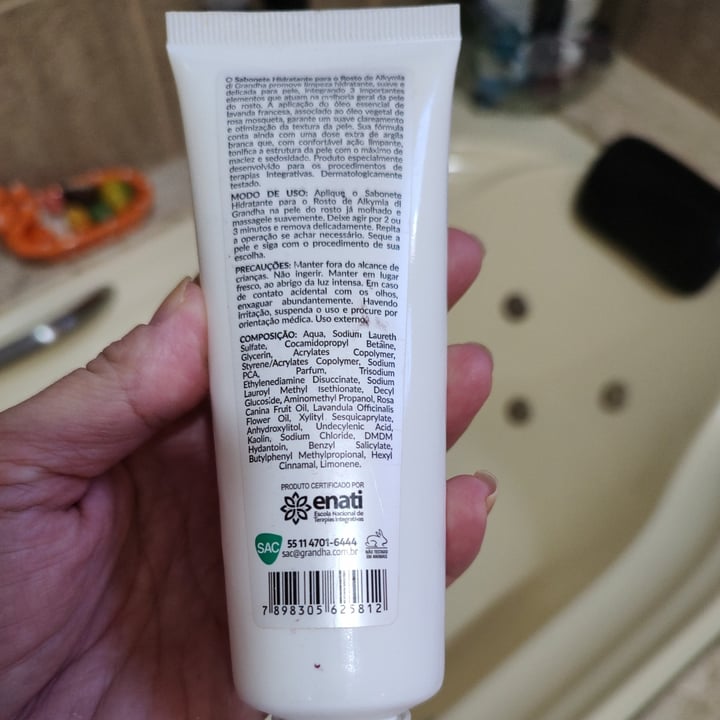 O Sabonete Hidratante para o Rosto de Alkymia
di Grandha promove limpeza hidratante, suave e
delicada para pele, integrando 3 importantes
elementos que atuam na melhoria geral da pele
do rosto. A aplicação do óleo essencial de
lavanda francesa, associado ao óleo vegetal de
rosa mosqueta, garante um suave clareamento
e otimização da textura da pele. Sua fórmula
conta ainda com uma dose extra de argila
branca que, com confortável ação limpante,
tonifica a estrutura da pele com o máximo de
maciez e sedosidade. Produto especialmente
desenvolvido para os procedimentos de
terapias Integrativas. Dermatologicamente
testado.
MODO DE USO: Aplique o Sabonete
Hidratante para o Rosto de Alkymia di
Grandha na pele do rosto já molhado e
massageie suavemente. Deixe agir por 2 ou
3 minutos e remova delicadamente. Repita
a operação se achar necessário. Seque a
pele e siga com o procedimento de sua
escolha.
PRECAUÇÕES: Manter fora do alcance de
crianças. Não ingerir. Manter em lugar
fresco, ao abrigo da luz intensa. Em caso
de contato acidental com os olhos,
enxaguar abundantemente. Havendo
irritação, suspenda o uso e procure por
orientação médica. Uso externo.
COMPOSIÇÃO: Aqua, Sodium Laureth
Sulfate, Cocamidopropyl Betaine,
Glycerin, Acrylates Copolymer,
Styrene/Acrylates Copolymer, Sodium
PCA, Parfum, Trisodium
Ethylenediamine Disuccinate, Sodium
Lauroyl Methyl Isethionate, Decyl
Glucoside, Aminomethyl Propanol, Rosa
Canina Fruit Oil, Lavandula Officinalis
Flower Oil, Xylityl Sesquicaprylate,
Anhydroxylitol, Undecylenic Acid,
Kaolin, Sodium Chloride, DMDM
Hydantoin, Benzyl Salicylate,
Butylphenyl Methylpropional, Hexyl
Cinnamal, Limonene.
PRODUTO CERTIFICADO POR
enati
Escola Nacional de
Terapias Integrativas
SAC 55 11 4701-6444
sac@grandha.com.br
NÃO TESTADO
EM ANIMAIS
7 898305 625812